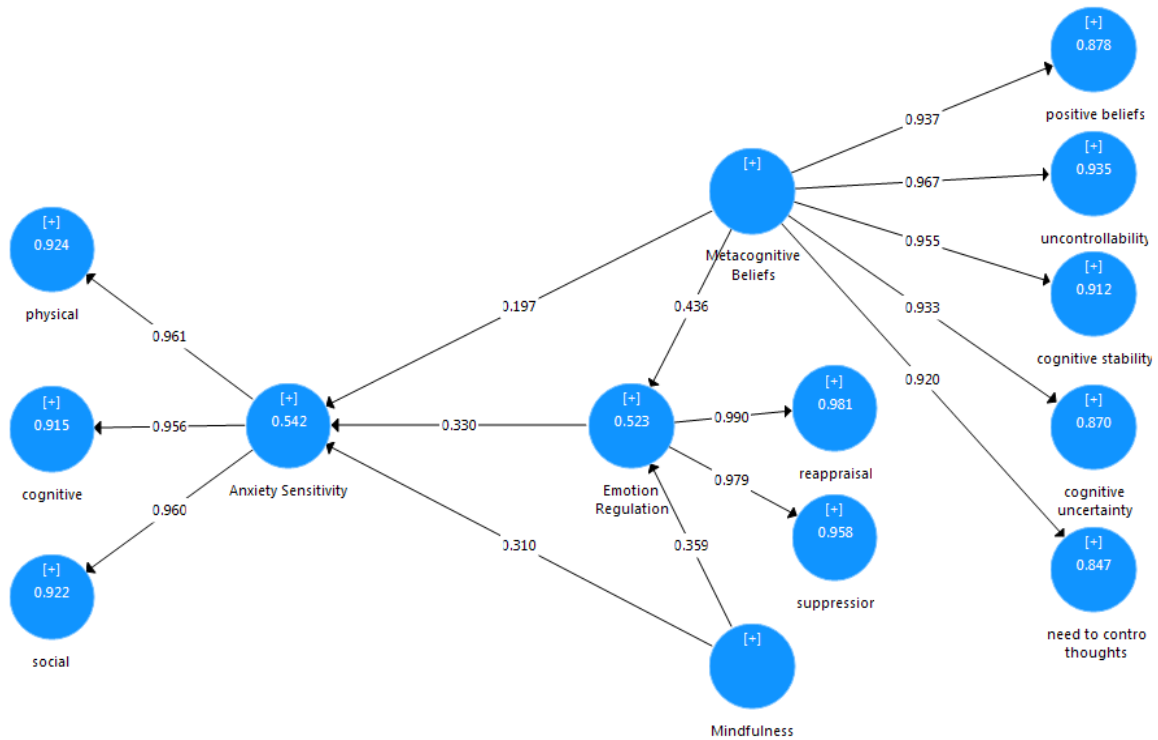 [+]
0.878
positive beliefs
0.937
[+]
[+]
0.935
0.967
uncontrollability
[+]
0.924
0.955
Metacognitive
Beliefs
[+]
0.912
physical
0.197
0.436
0.933
0.961
cognitive stability
[+]
0.915
[+]
0.542
[+]
0.523
[+]
0.981
0.920
[+]
0.870
0.956
0.330
0.990
cognitive
Anxiety Sensitivity
Emotion
Regulation
reappraisal
0.979
cognitive
uncertainty
0.960
[+]
0.958
0.310
0.359
[+]
0.847
[+]
0.922
suppressior
need to contro
thoughts
social
[+]
Mindfulness